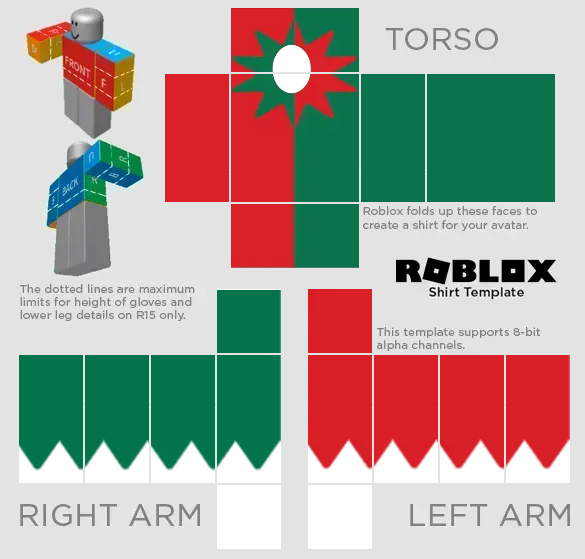 TORSO
FRONT
F
L
U
R
D
BACK
B
R
U
Roblox folds up these faces to
create a shirt for your avatar.
The dotted lines are maximum
limits for height of gloves and
lower leg details on R15 only.
ROBLOX
Shirt Template
This template supports 8-bit
alpha channels.
RIGHT ARM
LEFT ARM